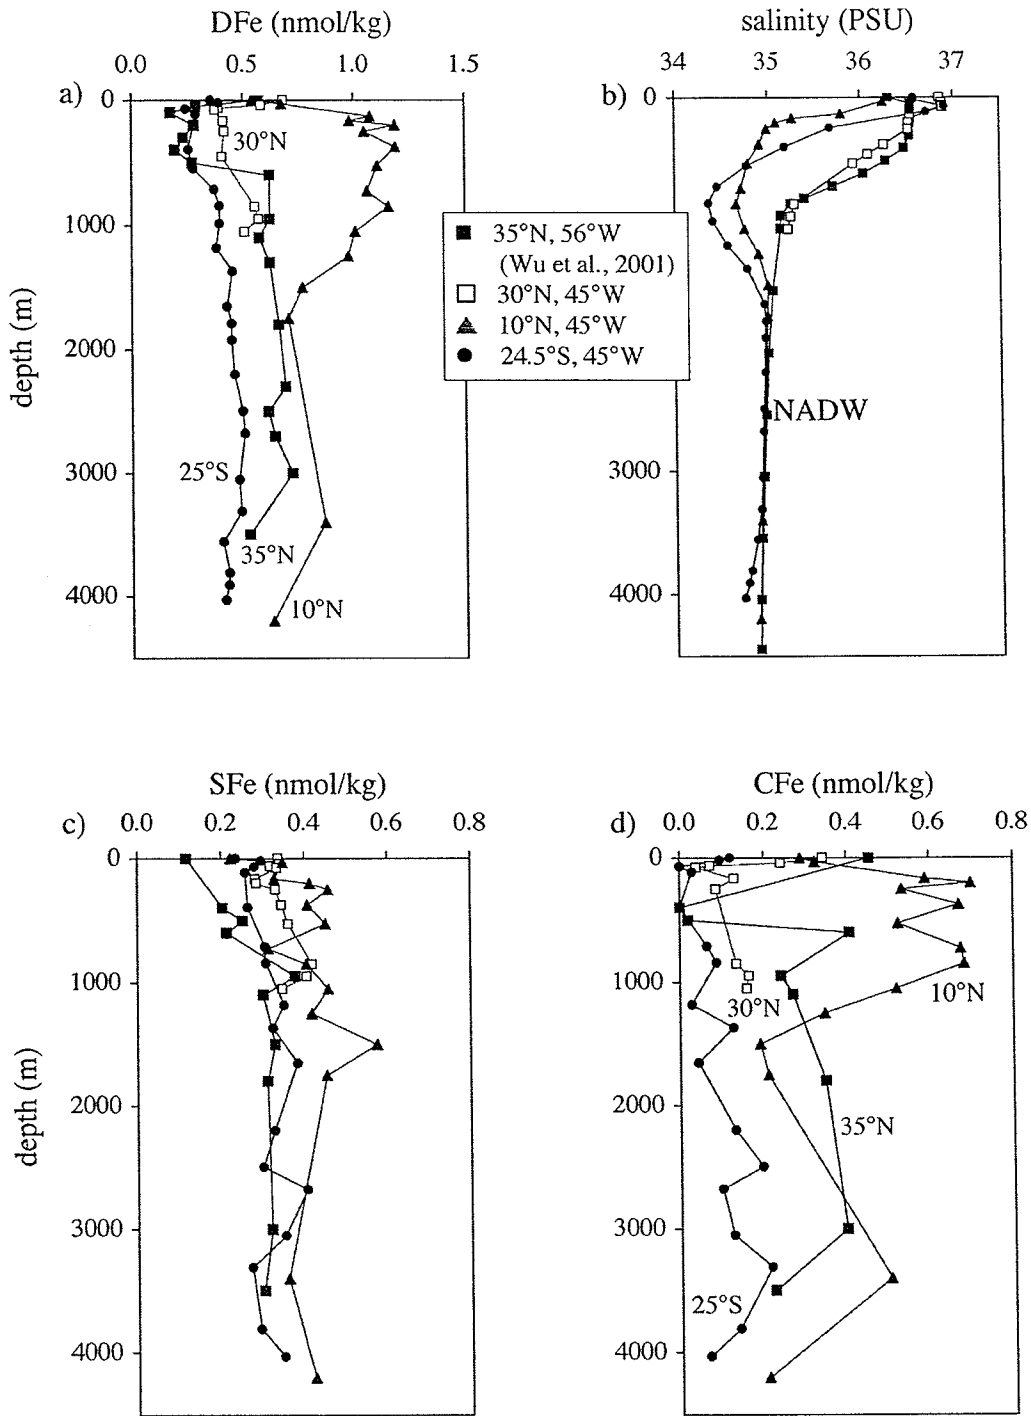 DFe (nmol/kg)
0.0 0.5 1.0 1.5
a)
0
1000
2000
3000
4000
depth (m)
30°N
25°S
35°N
10°N
salinity (PSU)
34 35 36 37
b)
0
1000
3000
4000
NADW
35°N, 56°W
(Wu et al., 2001)
30°N, 45°W
10°N, 45°W
24.5°S, 45°W
SFe (nmol/kg)
c) 0.0 0.2 0.4 0.6 0.8
0
1000
2000
3000
4000
depth (m)
CFe (nmol/kg)
d) 0.0 0.2 0.4 0.6 0.8
0
1000
2000
3000
4000
30°N
10°N
35°N
25°S